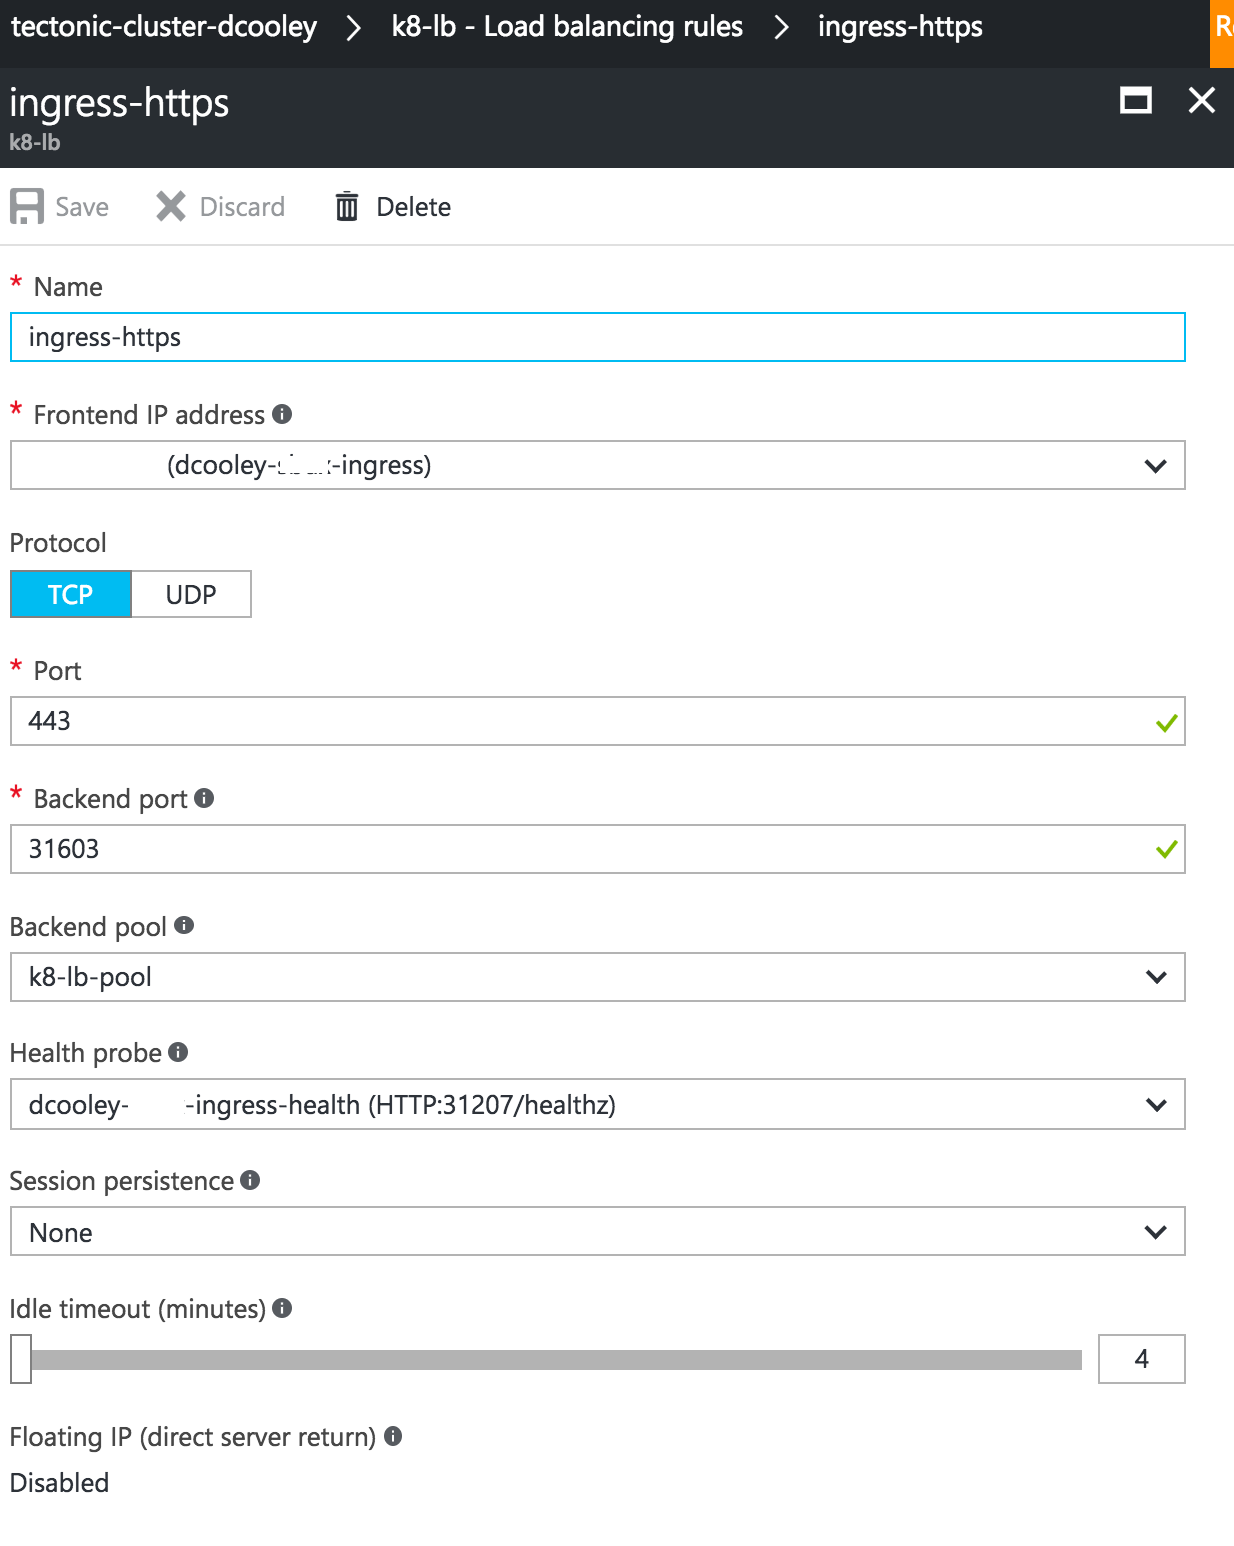 tectonic-cluster-dcooley > k8-lb - Load balancing rules > ingress-https
ingress-https
k8-lb
Save Discard Delete
* Name
ingress-https
* Frontend IP address
(dcooley- -ingress)
Protocol
TCP UDP
* Port
443
* Backend port
31603
Backend pool
k8-lb-pool
Health probe
dcooley- -ingress-health (HTTP:31207/healthz)
Session persistence
None
Idle timeout (minutes)
4
Floating IP (direct server return)
Disabled